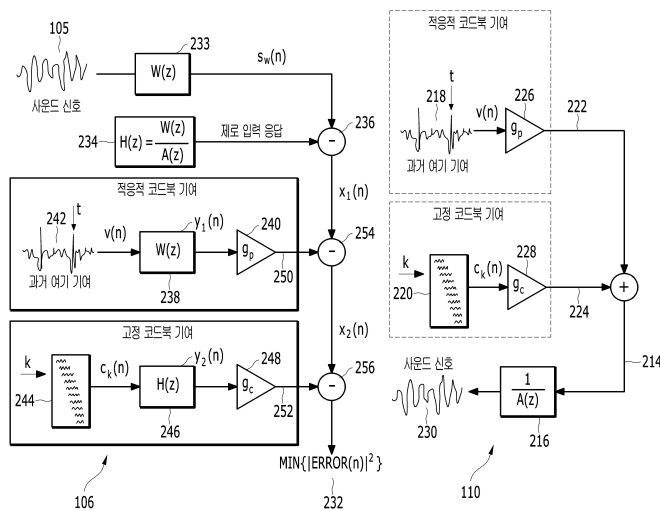 105
사운드 신호
233
W(z)
s_w(n)
234
H(z) = W(z) / A(z)
제로 입력 응답
236
x₁(n)
적응적 코드북 기여
242
t
과거 여기 기여
v(n)
W(z)
238
y₁(n)
240
g_p
250
254
x₂(n)
고정 코드북 기여
k
244
c_k(n)
H(z)
246
y₂(n)
248
g_c
252
256
MIN{|ERROR(n)|² }
232
106
적응적 코드북 기여
218
t
과거 여기 기여
v(n)
226
g_p
222
고정 코드북 기여
k
220
c_k(n)
228
g_c
224
+
214
사운드 신호
230
1 / A(z)
216
110